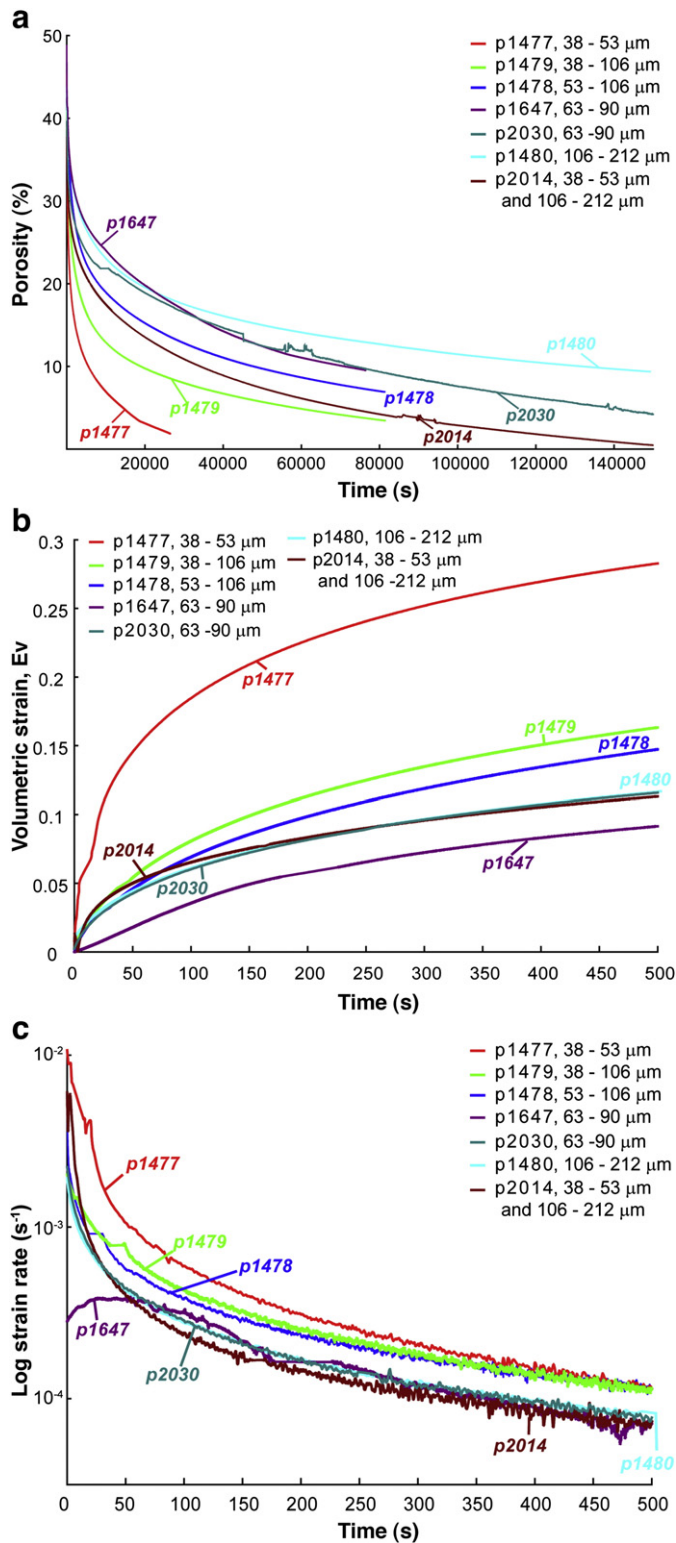 a
50
40
30
20
10
Porosity (%)
p1477, 38 - 53 μm
p1479, 38 - 106 μm
p1478, 53 - 106 μm
p1647, 63 - 90 μm
p2030, 63 -90 μm
p1480, 106 - 212 μm
p2014, 38 - 53 μm
and 106 - 212 μm
p1647
p1480
p1478
p2030
p1479
p2014
p1477
20000 40000 60000 80000 100000 120000 140000
Time (s)
b
0.3
0.25
0.2
0.15
0.1
0.05
0
Volumetric strain, Ev
p1477, 38 - 53 μm
p1479, 38 - 106 μm
p1478, 53 - 106 μm
p1647, 63 - 90 μm
p2030, 63 -90 μm
p1480, 106 - 212 μm
p2014, 38 - 53 μm
and 106 -212 μm
p1477
p1479
p1478
p1480
p2014
p2030
p1647
0 50 100 150 200 250 300 350 400 450 500
Time (s)
c
10⁻²
10⁻³
10⁻⁴
Log strain rate (s⁻¹)
p1477, 38 - 53 μm
p1479, 38 - 106 μm
p1478, 53 - 106 μm
p1647, 63 - 90 μm
p2030, 63 -90 μm
p1480, 106 - 212 μm
p2014, 38 - 53 μm
and 106 - 212 μm
p1477
p1479
p1478
p1647
p2030
p2014
p1480
0 50 100 150 200 250 300 350 400 450 500
Time (s)